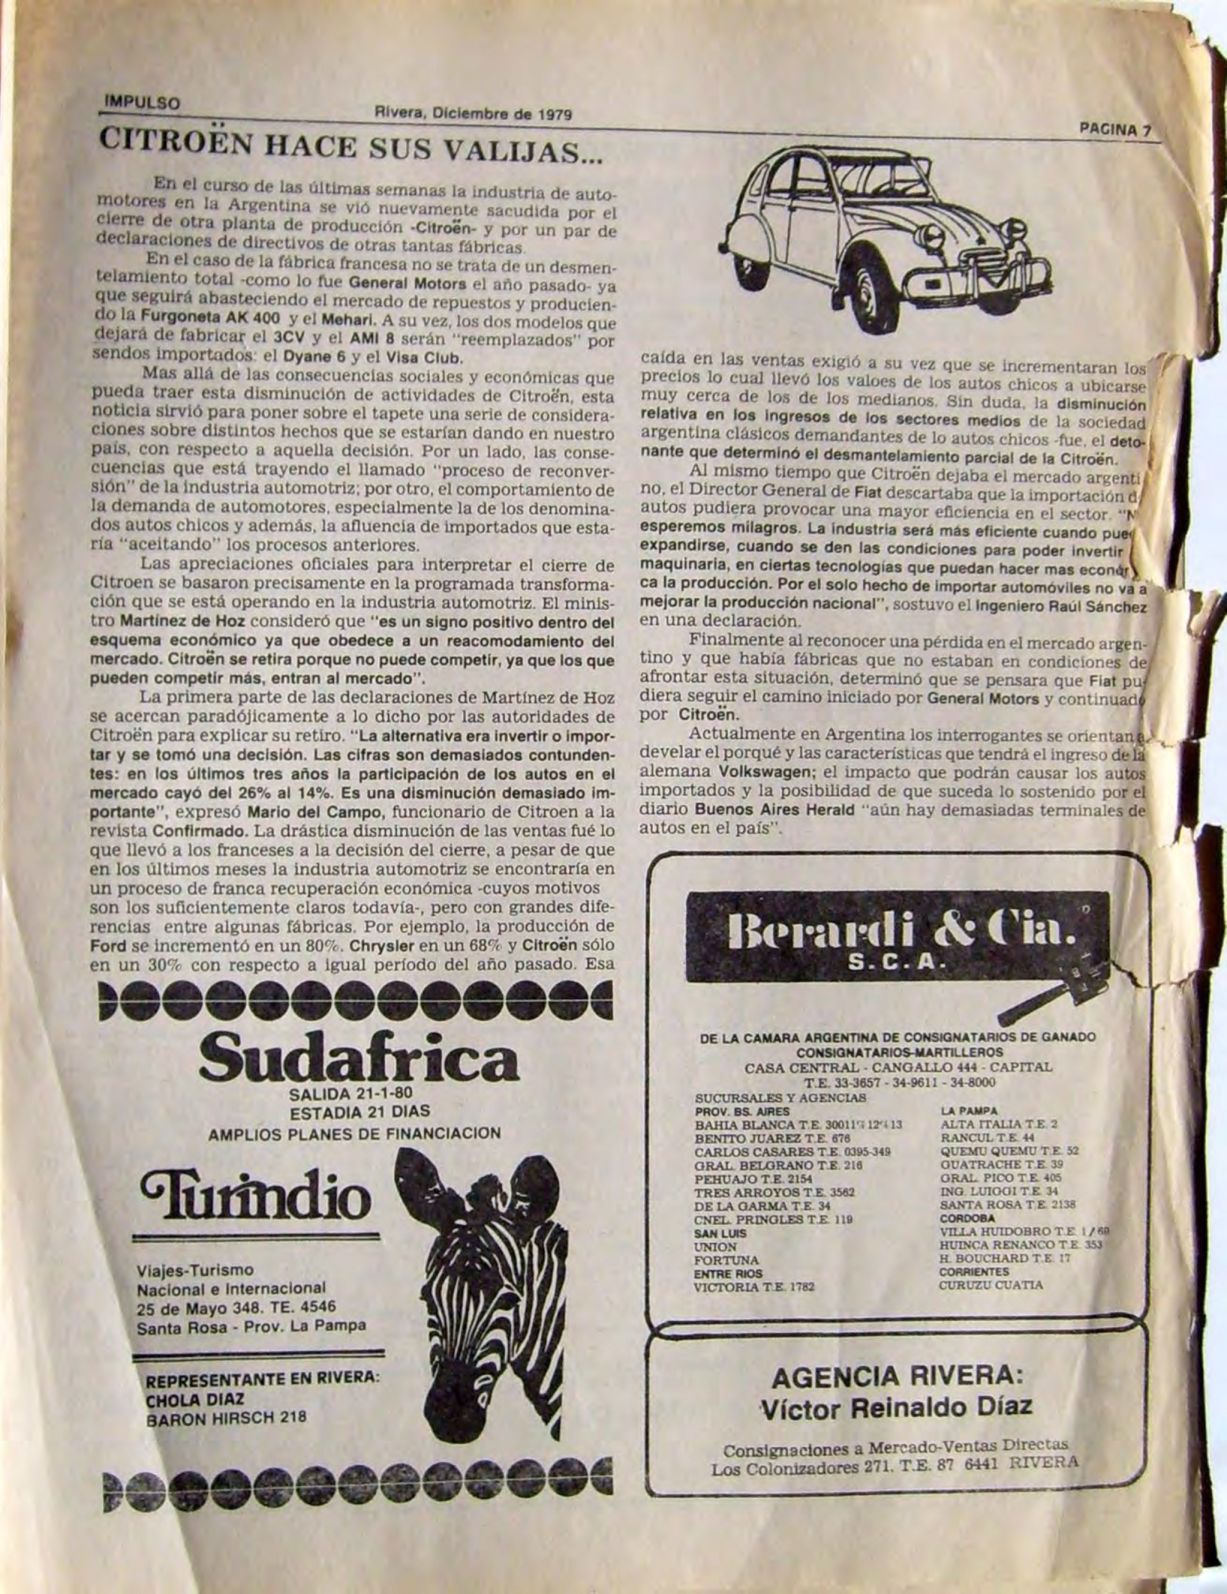 IMPULSO
Rivera, Diciembre de 1979
PAGINA 7
CITROËN HACE SUS VALIJAS...
En el curso de las últimas semanas la industria de auto-
motores en la Argentina se vió nuevamente sacudida por el
cierre de otra planta de producción -Citroën- y por un par de
declaraciones de directivos de otras tantas fábricas.
En el caso de la fábrica francesa no se trata de un desmen-
telamiento total -como lo fue General Motors el año pasado- ya
que seguirá abasteciendo el mercado de repuestos y producien-
do la Furgoneta AK 400 y el Mehari. A su vez, los dos modelos que
dejará de fabricar el 3CV y el AMI 8 serán "reemplazados" por
sendos importados: el Dyane 6 y el Visa Club.
Mas allá de las consecuencias sociales y económicas que
pueda traer esta disminución de actividades de Citroën, esta
noticia sirvió para poner sobre el tapete una serie de considera-
ciones sobre distintos hechos que se estarían dando en nuestro
país, con respecto a aquella decisión. Por un lado, las conse-
cuencias que está trayendo el llamado "proceso de reconver-
sión" de la industria automotriz; por otro, el comportamiento de
la demanda de automotores, especialmente la de los denomina-
dos autos chicos y además, la afluencia de importados que esta-
ría "aceitando" los procesos anteriores.
Las apreciaciones oficiales para interpretar el cierre de
Citroen se basaron precisamente en la programada transforma-
ción que se está operando en la industria automotriz. El minis-
tro Martínez de Hoz consideró que "es un signo positivo dentro del
esquema económico ya que obedece a un reacomodamiento del
mercado. Citroën se retira porque no puede competir, ya que los que
pueden competir más, entran al mercado".
La primera parte de las declaraciones de Martínez de Hoz
se acercan paradójicamente a lo dicho por las autoridades de
Citroën para explicar su retiro. "La alternativa era invertir o impor-
tar y se tomó una decisión. Las cifras son demasiados contunden-
tes: en los últimos tres años la participación de los autos en el
mercado cayó del 26% al 14%. Es una disminución demasiado im-
portante", expresó Mario del Campo, funcionario de Citroen a la
revista Confirmado. La drástica disminución de las ventas fué lo
que llevó a los franceses a la decisión del cierre, a pesar de que
en los últimos meses la industria automotriz se encontraría en
un proceso de franca recuperación económica -cuyos motivos
son los suficientemente claros todavía-, pero con grandes dife-
rencias entre algunas fábricas. Por ejemplo, la producción de
Ford se incrementó en un 80%, Chrysler en un 68% y Citroën sólo
en un 30% con respecto a igual período del año pasado. Esa
caída en las ventas exigió a su vez que se incrementaran los
precios lo cual llevó los valoes de los autos chicos a ubicarse
muy cerca de los de los medianos. Sin duda, la disminución
relativa en los ingresos de los sectores medios de la sociedad
argentina clásicos demandantes de lo autos chicos -fue, el deto-
nante que determinó el desmantelamiento parcial de la Citroën.
Al mismo tiempo que Citroën dejaba el mercado argenti
no, el Director General de Fiat descartaba que la importación d
autos pudiera provocar una mayor eficiencia en el sector. "N
esperemos milagros. La industria será más eficiente cuando pue
expandirse, cuando se den las condiciones para poder invertir
maquinaria, en ciertas tecnologías que puedan hacer mas econó
ca la producción. Por el solo hecho de importar automóviles no va a
mejorar la producción nacional", sostuvo el Ingeniero Raúl Sánchez
en una declaración.
Finalmente al reconocer una pérdida en el mercado argen-
tino y que había fábricas que no estaban en condiciones de
afrontar esta situación, determinó que se pensara que Fiat pu
diera seguir el camino iniciado por General Motors y continuad
por Citroën.
Actualmente en Argentina los interrogantes se orientan a
develar el porqué y las características que tendrá el ingreso de la
alemana Volkswagen; el impacto que podrán causar los autos
importados y la posibilidad de que suceda lo sostenido por el
diario Buenos Aires Herald "aún hay demasiadas terminales de
autos en el país".
Sudafrica
SALIDA 21-1-80
ESTADIA 21 DIAS
AMPLIOS PLANES DE FINANCIACION
Turindio
Viajes-Turismo
Nacional e Internacional
25 de Mayo 348. TE. 4546
Santa Rosa - Prov. La Pampa
REPRESENTANTE EN RIVERA:
CHOLA DIAZ
BARON HIRSCH 218
Berardi & Cia.
S.C.A.
DE LA CAMARA ARGENTINA DE CONSIGNATARIOS DE GANADO
CONSIGNATARIOS-MARTILLEROS
CASA CENTRAL - CANGALLO 444 - CAPITAL
T.E. 33-3657 - 34-9611 - 34-8000
SUCURSALES Y AGENCIAS
PROV. BS. AIRES
BAHIA BLANCA T.E. 30011 12 13
BENITO JUAREZ T.E. 676
CARLOS CASARES T.E. 0395-349
GRAL. BELGRANO T.E. 216
PEHUAJO T.E. 2154
TRES ARROYOS T.E. 3562
DE LA GARMA T.E. 34
CNEL. PRINGLES T.E. 119
SAN LUIS
UNION
FORTUNA
ENTRE RIOS
VICTORIA T.E. 1782
LA PAMPA
ALTA ITALIA T.E. 2
RANCUL T.E. 44
QUEMU QUEMU T.E. 52
GUATRACHE T.E. 39
GRAL. PICO T.E. 405
ING. LUIGGI T.E. 34
SANTA ROSA T.E. 2138
CORDOBA
VILLA HUIDOBRO T.E. 1/69
HUINCA RENANCO T.E. 353
H. BOUCHARD T.E. 17
CORRIENTES
CURUZU CUATIA
AGENCIA RIVERA:
Víctor Reinaldo Díaz
Consignaciones a Mercado-Ventas Directas
Los Colonizadores 271. T.E. 87 6441 RIVERA